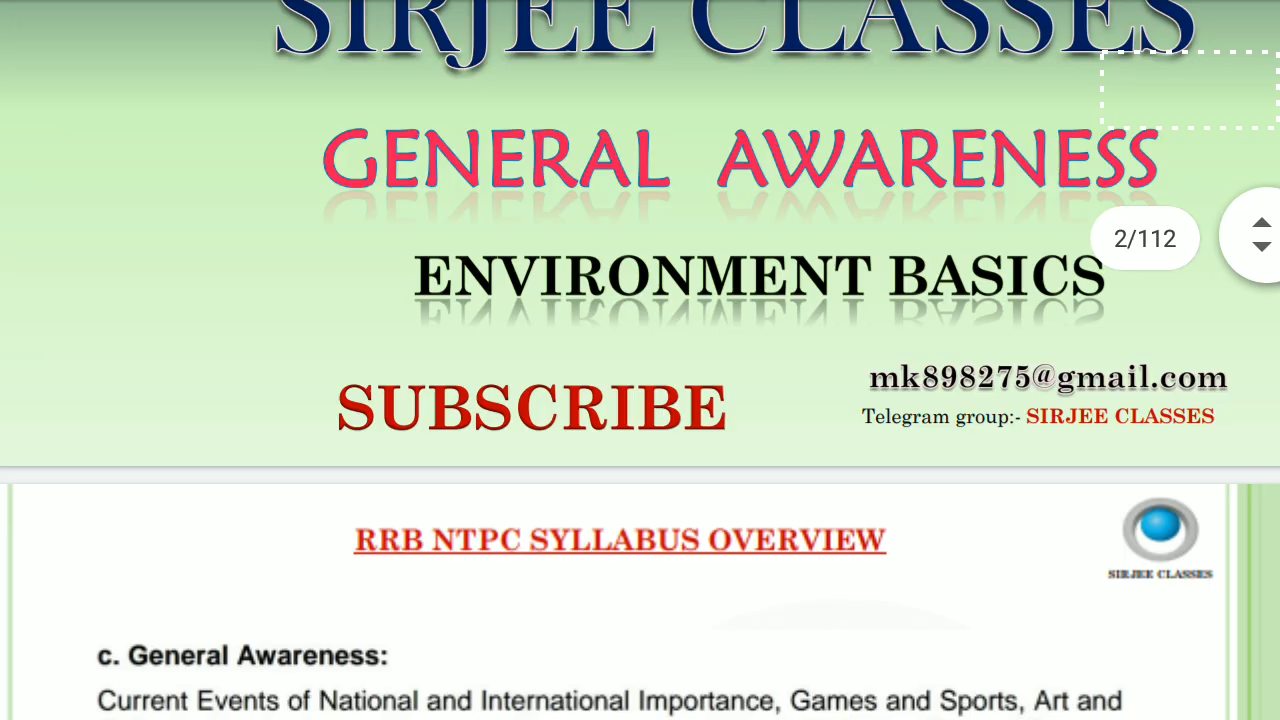 SIRJEE CLASSES
GENERAL AWARENESS
2/112
ENVIRONMENT BASICS
mk898275@gmail.com
SUBSCRIBE
Telegram group:- SIRJEE CLASSES
RRB NTPC SYLLABUS OVERVIEW
SIRJEE CLASSES
c. General Awareness:
Current Events of National and International Importance, Games and Sports, Art and